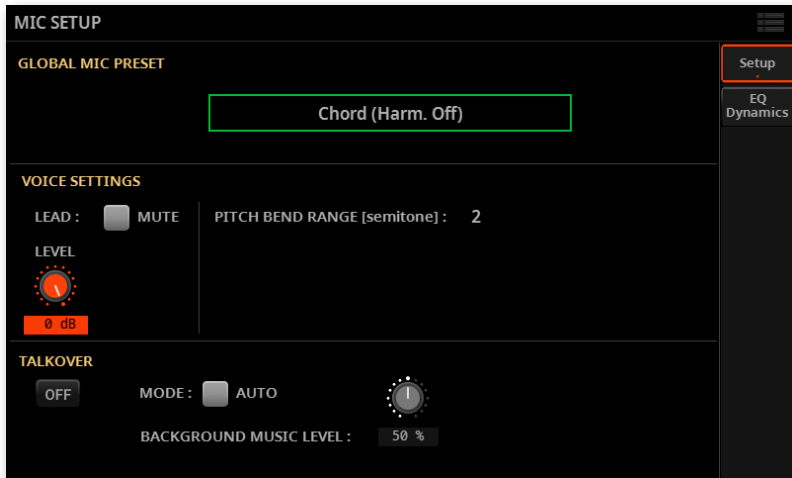 MIC SETUP
GLOBAL MIC PRESET
Setup
Chord (Harm. Off)
EQ
Dynamics
VOICE SETTINGS
LEAD : MUTE PITCH BEND RANGE [semitone] : 2
LEVEL
0 dB
TALKOVER
OFF MODE : AUTO
BACKGROUND MUSIC LEVEL : 50 %